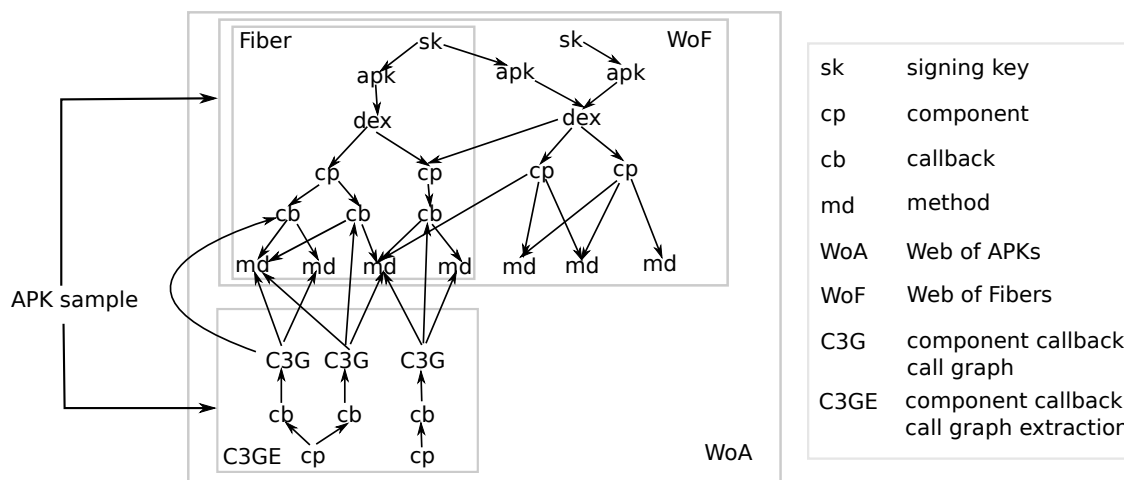 Fiber
sk
sk
WoF
apk
apk
apk
dex
dex
cp
cp
cp
cp
cb
cb
cb
md
md
md
md
md
md
md
APK sample
C3G
C3G
C3G
cb
cb
cb
C3GE
cp
cp
WoA
sk signing key
cp component
cb callback
md method
WoA Web of APKs
WoF Web of Fibers
C3G component callback
call graph
C3GE component callback
call graph extraction